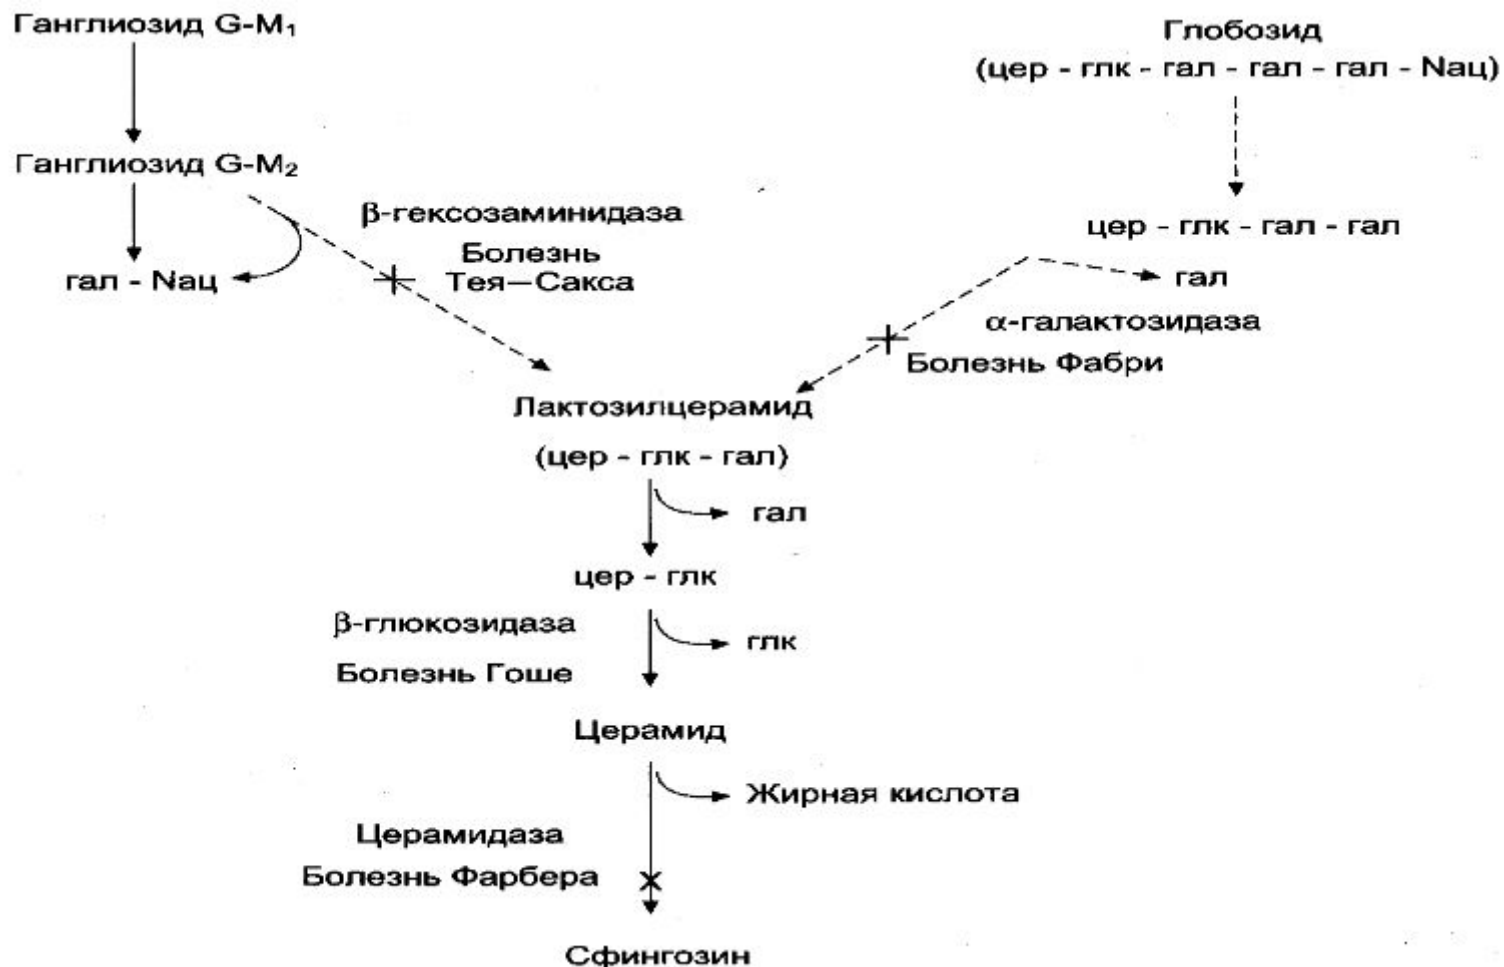 Ганглиозид G-M₁
Глобозид
(цер - глк - гал - гал - гал - Nац)
Ганглиозид G-M₂
β-гексозаминидаза
Болезнь
Тея—Сакса
гал - Nац
цер - глк - гал - гал
гал
α-галактозидаза
Болезнь Фабри
Лактозилцерамид
(цер - глк - гал)
гал
цер - глк
β-глюкозидаза
глк
Болезнь Гоше
Церамид
Жирная кислота
Церамидаза
Болезнь Фарбера
Сфингозин